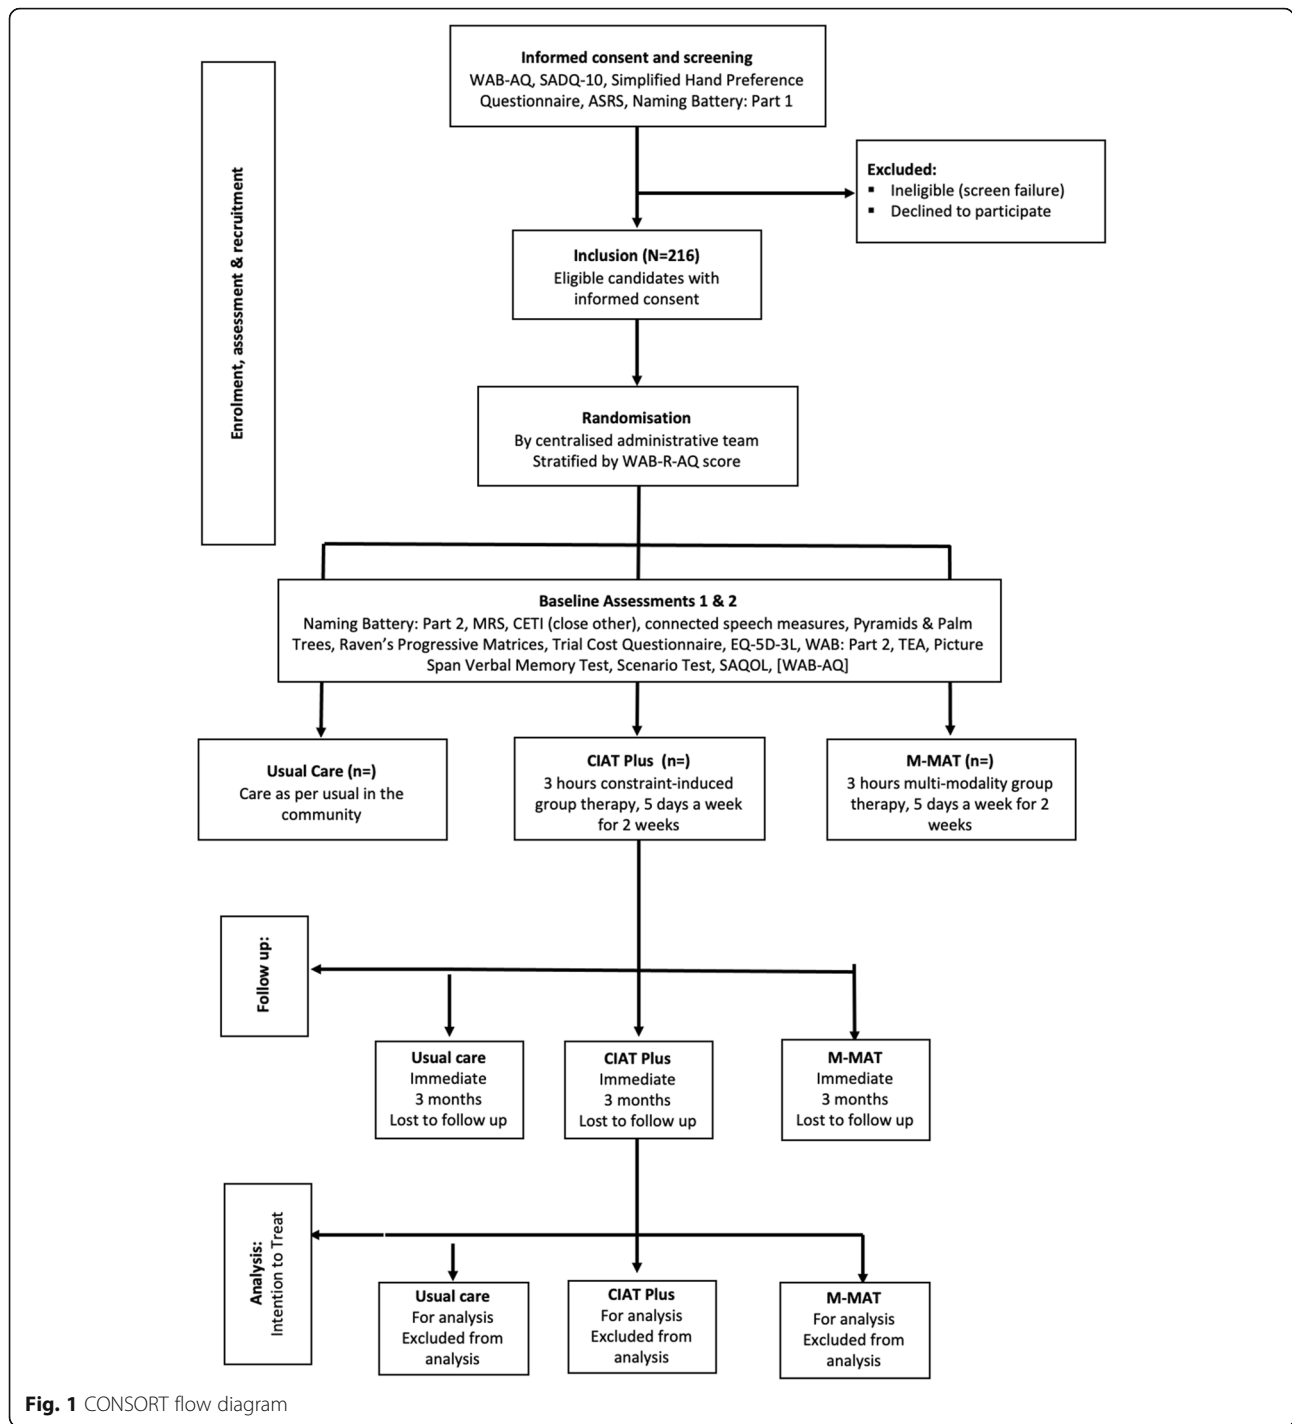 Informed consent and screening
WAB-AQ, SADQ-10, Simplified Hand Preference
Questionnaire, ASRS, Naming Battery: Part 1
Enrolment, assessment & recruitment
Excluded:
▪ Ineligible (screen failure)
▪ Declined to participate
Inclusion (N=216)
Eligible candidates with
informed consent
Randomisation
By centralised administrative team
Stratified by WAB-R-AQ score
Baseline Assessments 1 & 2
Naming Battery: Part 2, MRS, CETI (close other), connected speech measures, Pyramids & Palm
Trees, Raven’s Progressive Matrices, Trial Cost Questionnaire, EQ-5D-3L, WAB: Part 2, TEA, Picture
Span Verbal Memory Test, Scenario Test, SAQOL, [WAB-AQ]
Usual Care (n=)
Care as per usual in the
community
CIAT Plus (n=)
3 hours constraint-induced
group therapy, 5 days a week
for 2 weeks
M-MAT (n=)
3 hours multi-modality group
therapy, 5 days a week for 2
weeks
Follow up:
Usual care
Immediate
3 months
Lost to follow up
CIAT Plus
Immediate
3 months
Lost to follow up
M-MAT
Immediate
3 months
Lost to follow up
Analysis:
Intention to Treat
Usual care
For analysis
Excluded from
analysis
CIAT Plus
For analysis
Excluded from
analysis
M-MAT
For analysis
Excluded from
analysis
Fig. 1 CONSORT flow diagram